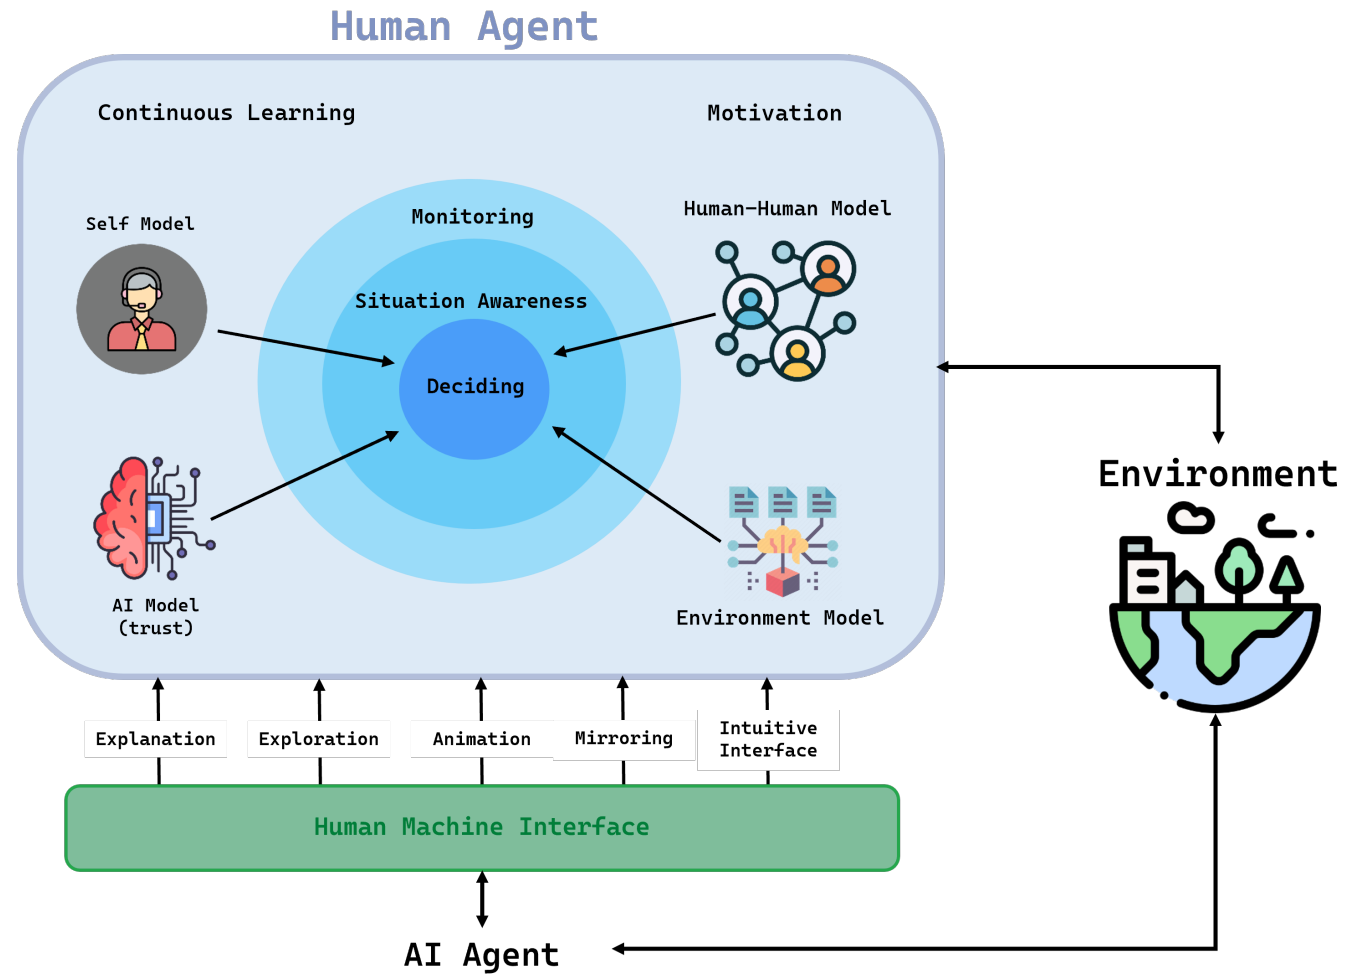 Human Agent
Continuous Learning
Motivation
Self Model
Monitoring
Human-Human Model
Situation Awareness
Deciding
AI Model
(trust)
Environment Model
Environment
Explanation
Exploration
Animation
Mirroring
Intuitive
Interface
Human Machine Interface
AI Agent